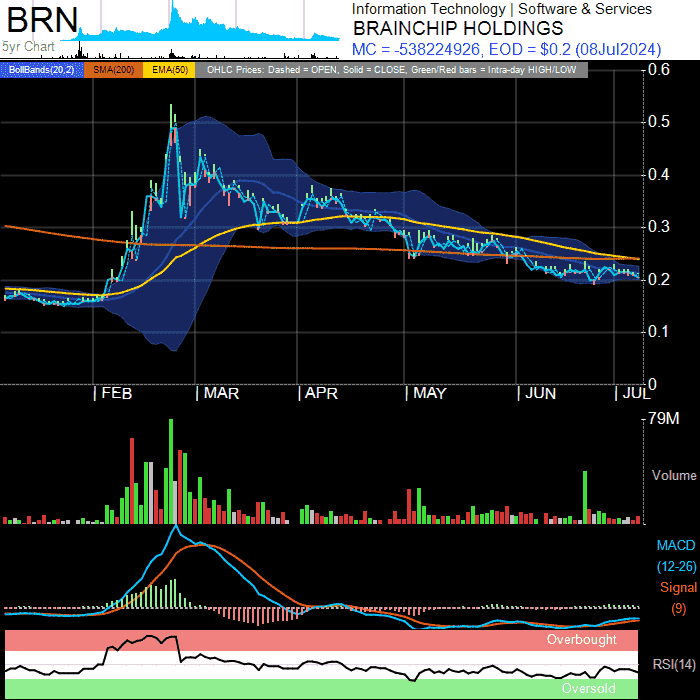 BRN
5yr Chart
Information Technology | Software & Services
BRAINCHIP HOLDINGS
MC = -538224926, EOD = $0.2 (08Jul2024)
BollBands(20,2) SMA(200) EMA(50) OHLC Prices: Dashed = OPEN, Solid = CLOSE, Green/Red bars = Intra-day HIGH/LOW
0.6
0.5
0.4
0.3
0.2
0.1
0
| FEB | MAR | APR | MAY | JUN | JUL
79M
Volume
MACD
(12-26)
Signal
(9)
Overbought
RSI(14)
Oversold